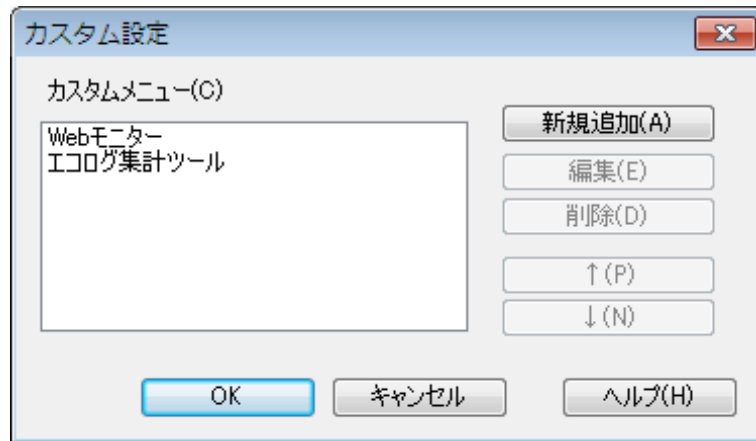 カスタム設定
カスタムメニュー(C)
Webモニター
エコログ集計ツール
新規追加(A)
編集(E)
削除(D)
↑(P)
↓(N)
OK
キャンセル
ヘルプ(H)